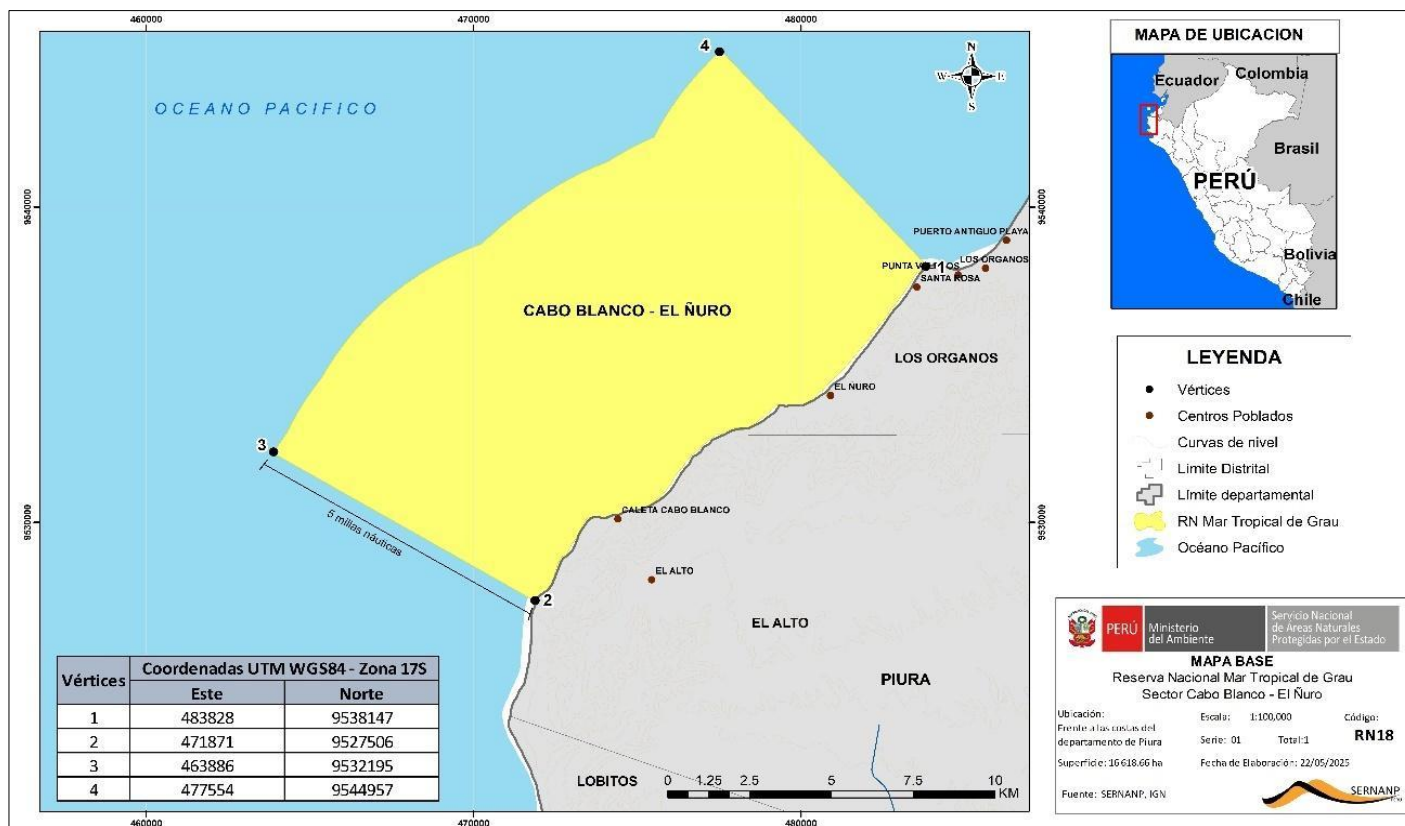 460000
470000
480000
4
OCEANO PACIFICO
N
W
E
S
9540000
9540000
PUERTO ANTIGUO PLAYA
LOS ORGANOS
1
SANTA ROSA
CABO BLANCO - EL ÑURO
LOS ORGANOS
EL ÑURO
3
5 millas náuticas
9530000
9530000
CALETA CABO BLANCO
EL ALTO
2
EL ALTO
PIURA
LOBITOS
Vértices
Coordenadas UTM WGS84 - Zona 17S
Este Norte
1 483828 9538147
2 471871 9527506
3 463886 9532195
4 477554 9544957
0 1.25 2.5 5 7.5 10
KM
460000
470000
480000
MAPA DE UBICACION
Ecuador
Colombia
Brasil
PERÚ
Bolivia
Chile
LEYENDA
Vértices
Centros Poblados
Curvas de nivel
Limite Distrital
Límite departamental
RN Mar Tropical de Grau
Océano Pacífico
PERÚ
Ministerio
del Ambiente
Servicio Nacional
de Áreas Naturales
Protegidas por el Estado
MAPA BASE
Reserva Nacional Mar Tropical de Grau
Sector Cabo Blanco - El Ñuro
Ubicación:
Frente a las costas del
departamento de Piura
Escala: 1:100,000
Código:
RN18
Serie: 01 Total:1
Superficie: 16 618.66 ha
Fecha de Elaboración: 22/05/2025
Fuente: SERNANP, IGN
SERNANP